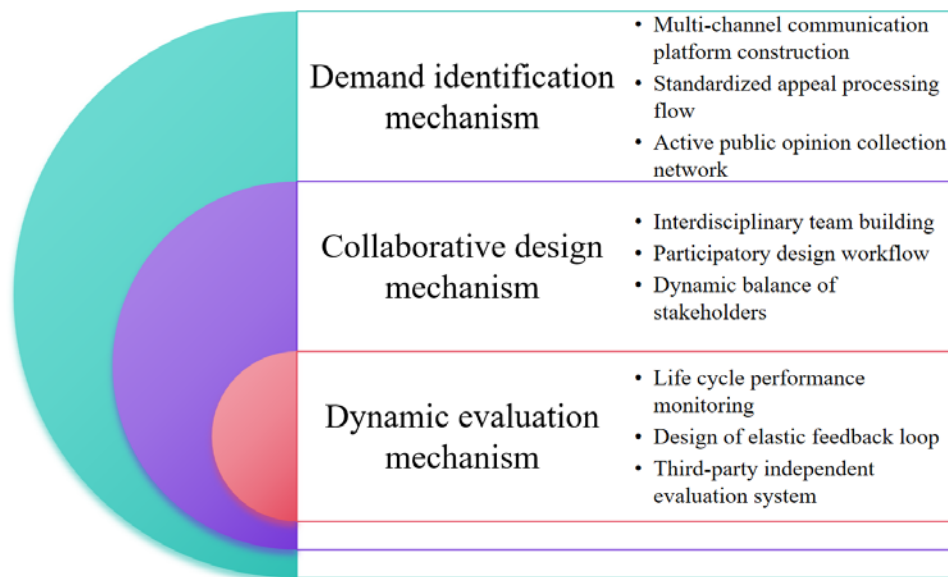 Demand identification
mechanism
• Multi-channel communication
platform construction
• Standardized appeal processing
flow
• Active public opinion collection
network
Collaborative design
mechanism
• Interdisciplinary team building
• Participatory design workflow
• Dynamic balance of
stakeholders
Dynamic evaluation
mechanism
• Life cycle performance
monitoring
• Design of elastic feedback loop
• Third-party independent
evaluation system